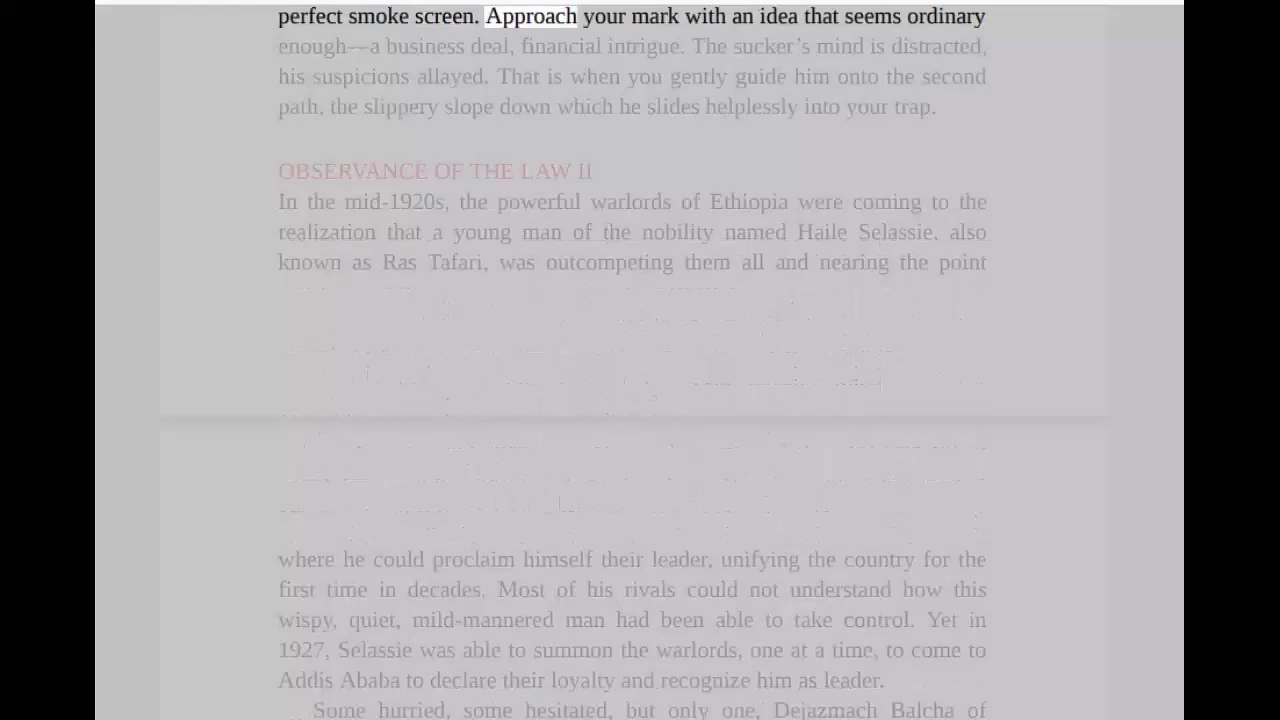 perfect smoke screen. Approach your mark with an idea that seems ordinary
enough—a business deal, financial intrigue. The sucker's mind is distracted,
his suspicions allayed. That is when you gently guide him onto the second
path, the slippery slope down which he slides helplessly into your trap.
OBSERVANCE OF THE LAW II
In the mid-1920s, the powerful warlords of Ethiopia were coming to the
realization that a young man of the nobility named Haile Selassie, also
known as Ras Tafari, was outcompeting them all and nearing the point
where he could proclaim himself their leader, unifying the country for the
first time in decades. Most of his rivals could not understand how this
wispy, quiet, mild-mannered man had been able to take control. Yet in
1927, Selassie was able to summon the warlords, one at a time, to come to
Addis Ababa to declare their loyalty and recognize him as leader.
Some hurried, some hesitated, but only one, Dejazmach Balcha of